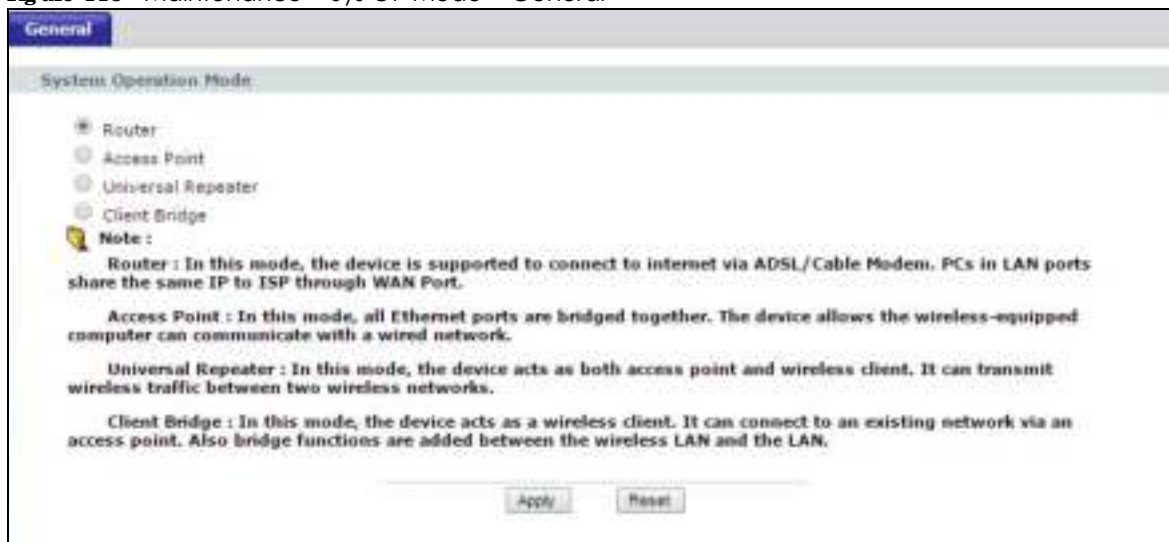 General
System Operation Mode
Router
Access Point
Universal Repeater
Client Bridge
Note :
Router : In this mode, the device is supported to connect to internet via ADSL/Cable Modem. PCs in LAN ports
share the same IP to ISP through WAN Port.
Access Point : In this mode, all Ethernet ports are bridged together. The device allows the wireless-equipped
computer can communicate with a wired network.
Universal Repeater : In this mode, the device acts as both access point and wireless client. It can transmit
wireless traffic between two wireless networks.
Client Bridge : In this mode, the device acts as a wireless client. It can connect to an existing network via an
access point. Also bridge functions are added between the wireless LAN and the LAN.
Apply Reset